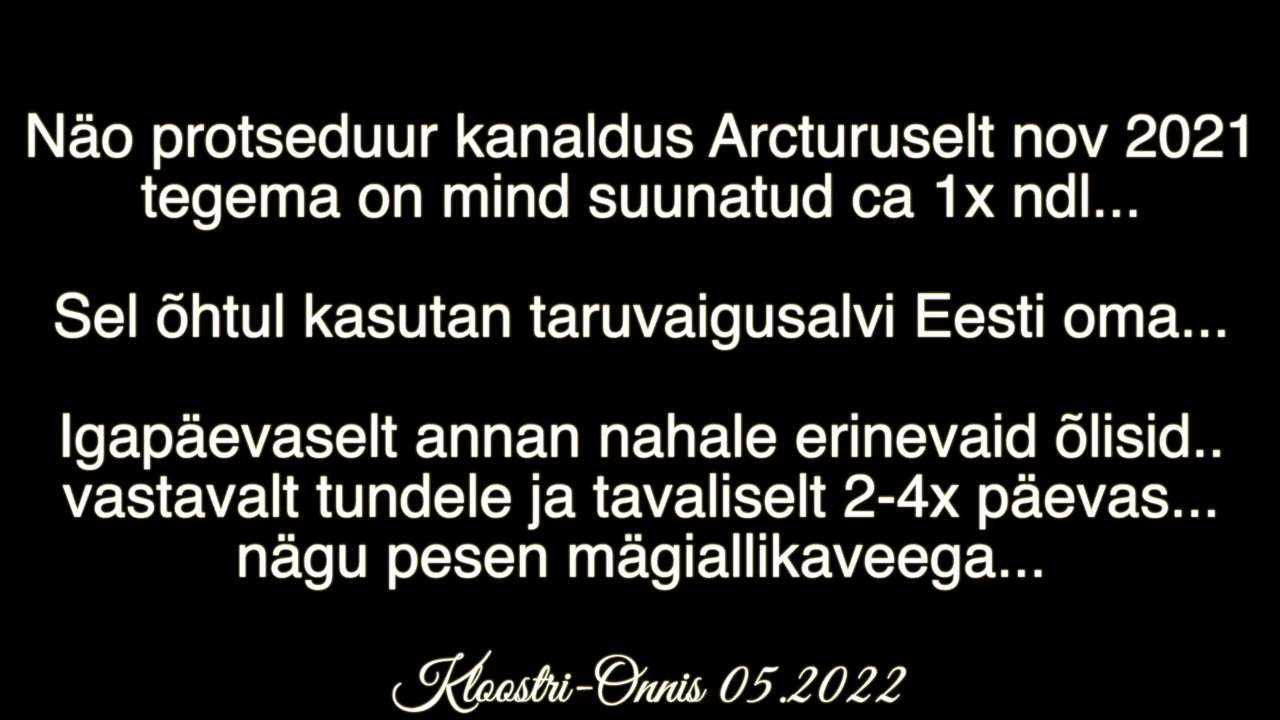 Näo protseduur kanaldus Arcturuselt nov 2021
tegema on mind suunatud ca 1x ndl...
Sel õhtul kasutan taruvaigusalvi Eesti oma...
Igapäevaselt annan nahale erinevaid õlisid..
vastavalt tundele ja tavaliselt 2-4x päevas...
nägu pesen mägiallikaveega...
Kloostri-Onnis 05.2022